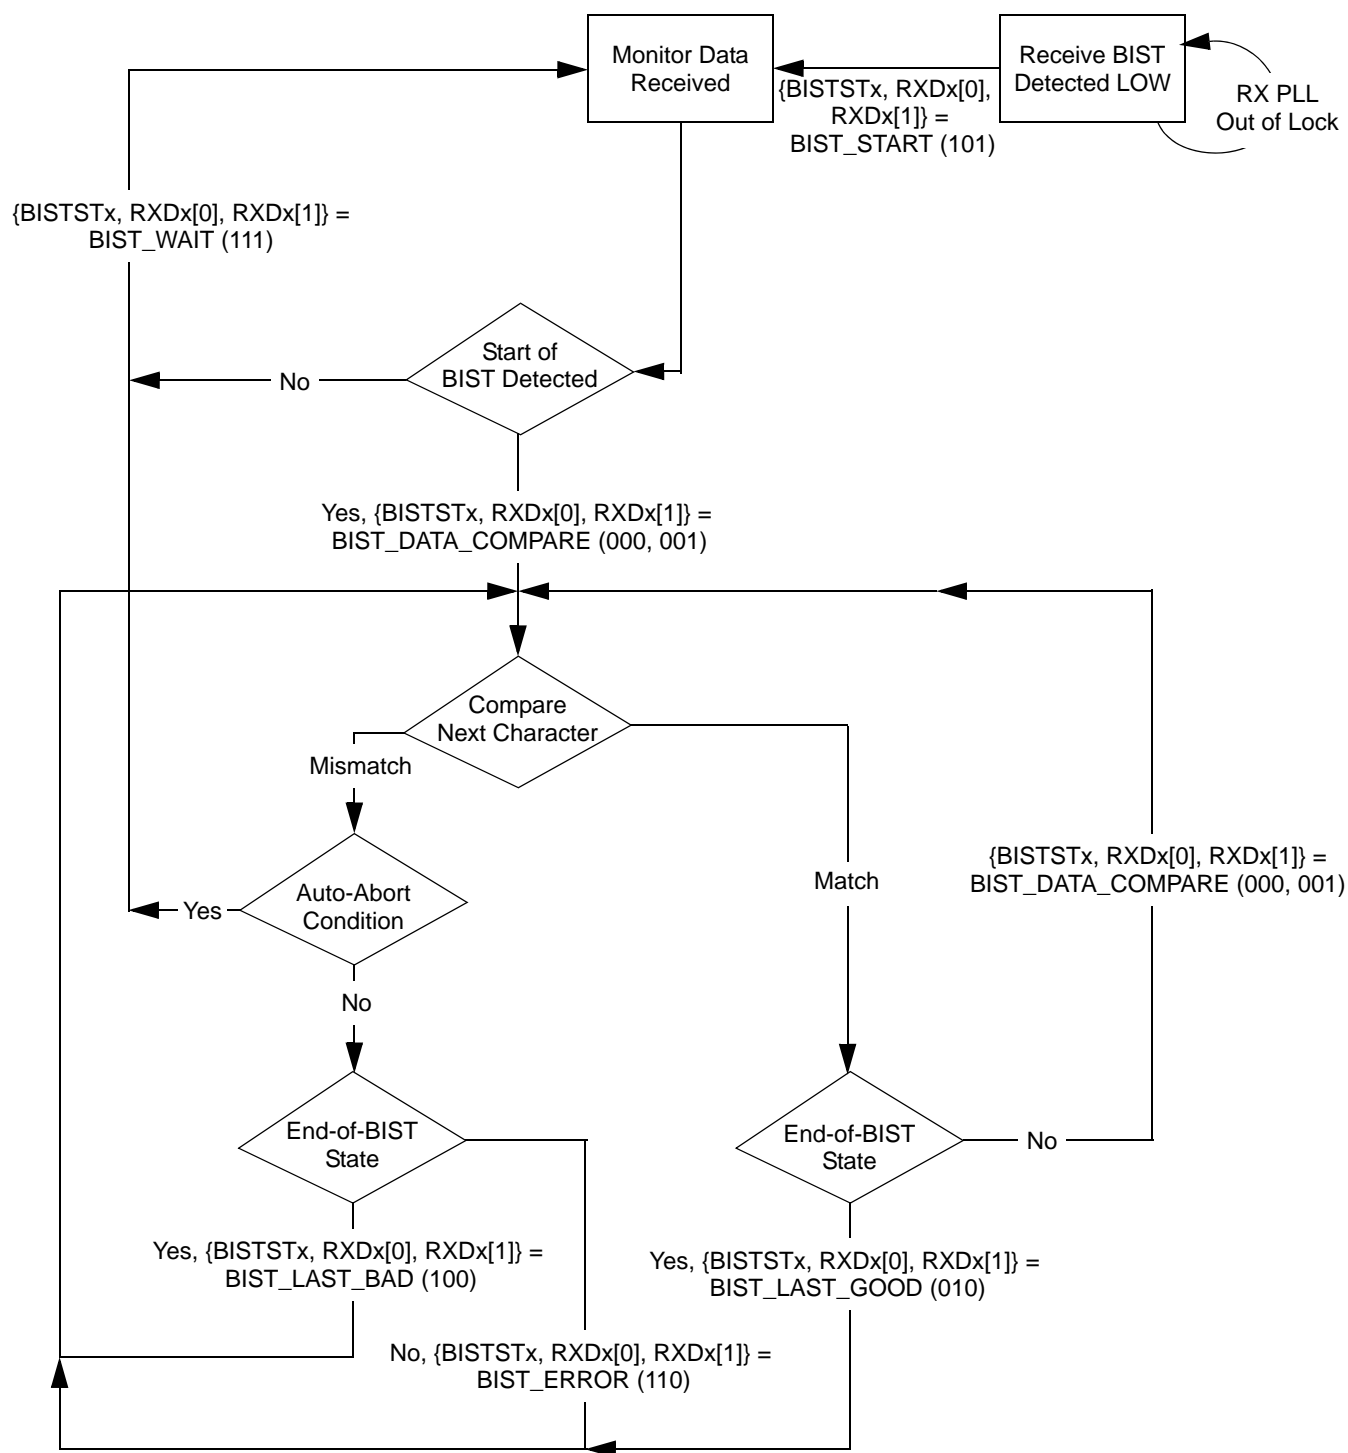 Monitor Data
Received
Receive BIST
Detected LOW
RX PLL
Out of Lock
{BISTSTx, RXDx[0],
RXDx[1]} =
BIST_START (101)
{BISTSTx, RXDx[0], RXDx[1]} =
BIST_WAIT (111)
Start of
BIST Detected
No
Yes, {BISTSTx, RXDx[0], RXDx[1]} =
BIST_DATA_COMPARE (000, 001)
Compare
Next Character
Mismatch
Match
{BISTSTx, RXDx[0], RXDx[1]} =
BIST_DATA_COMPARE (000, 001)
Auto-Abort
Condition
Yes
No
End-of-BIST
State
End-of-BIST
State
No
Yes, {BISTSTx, RXDx[0], RXDx[1]} =
BIST_LAST_BAD (100)
Yes, {BISTSTx, RXDx[0], RXDx[1]} =
BIST_LAST_GOOD (010)
No, {BISTSTx, RXDx[0], RXDx[1]} =
BIST_ERROR (110)